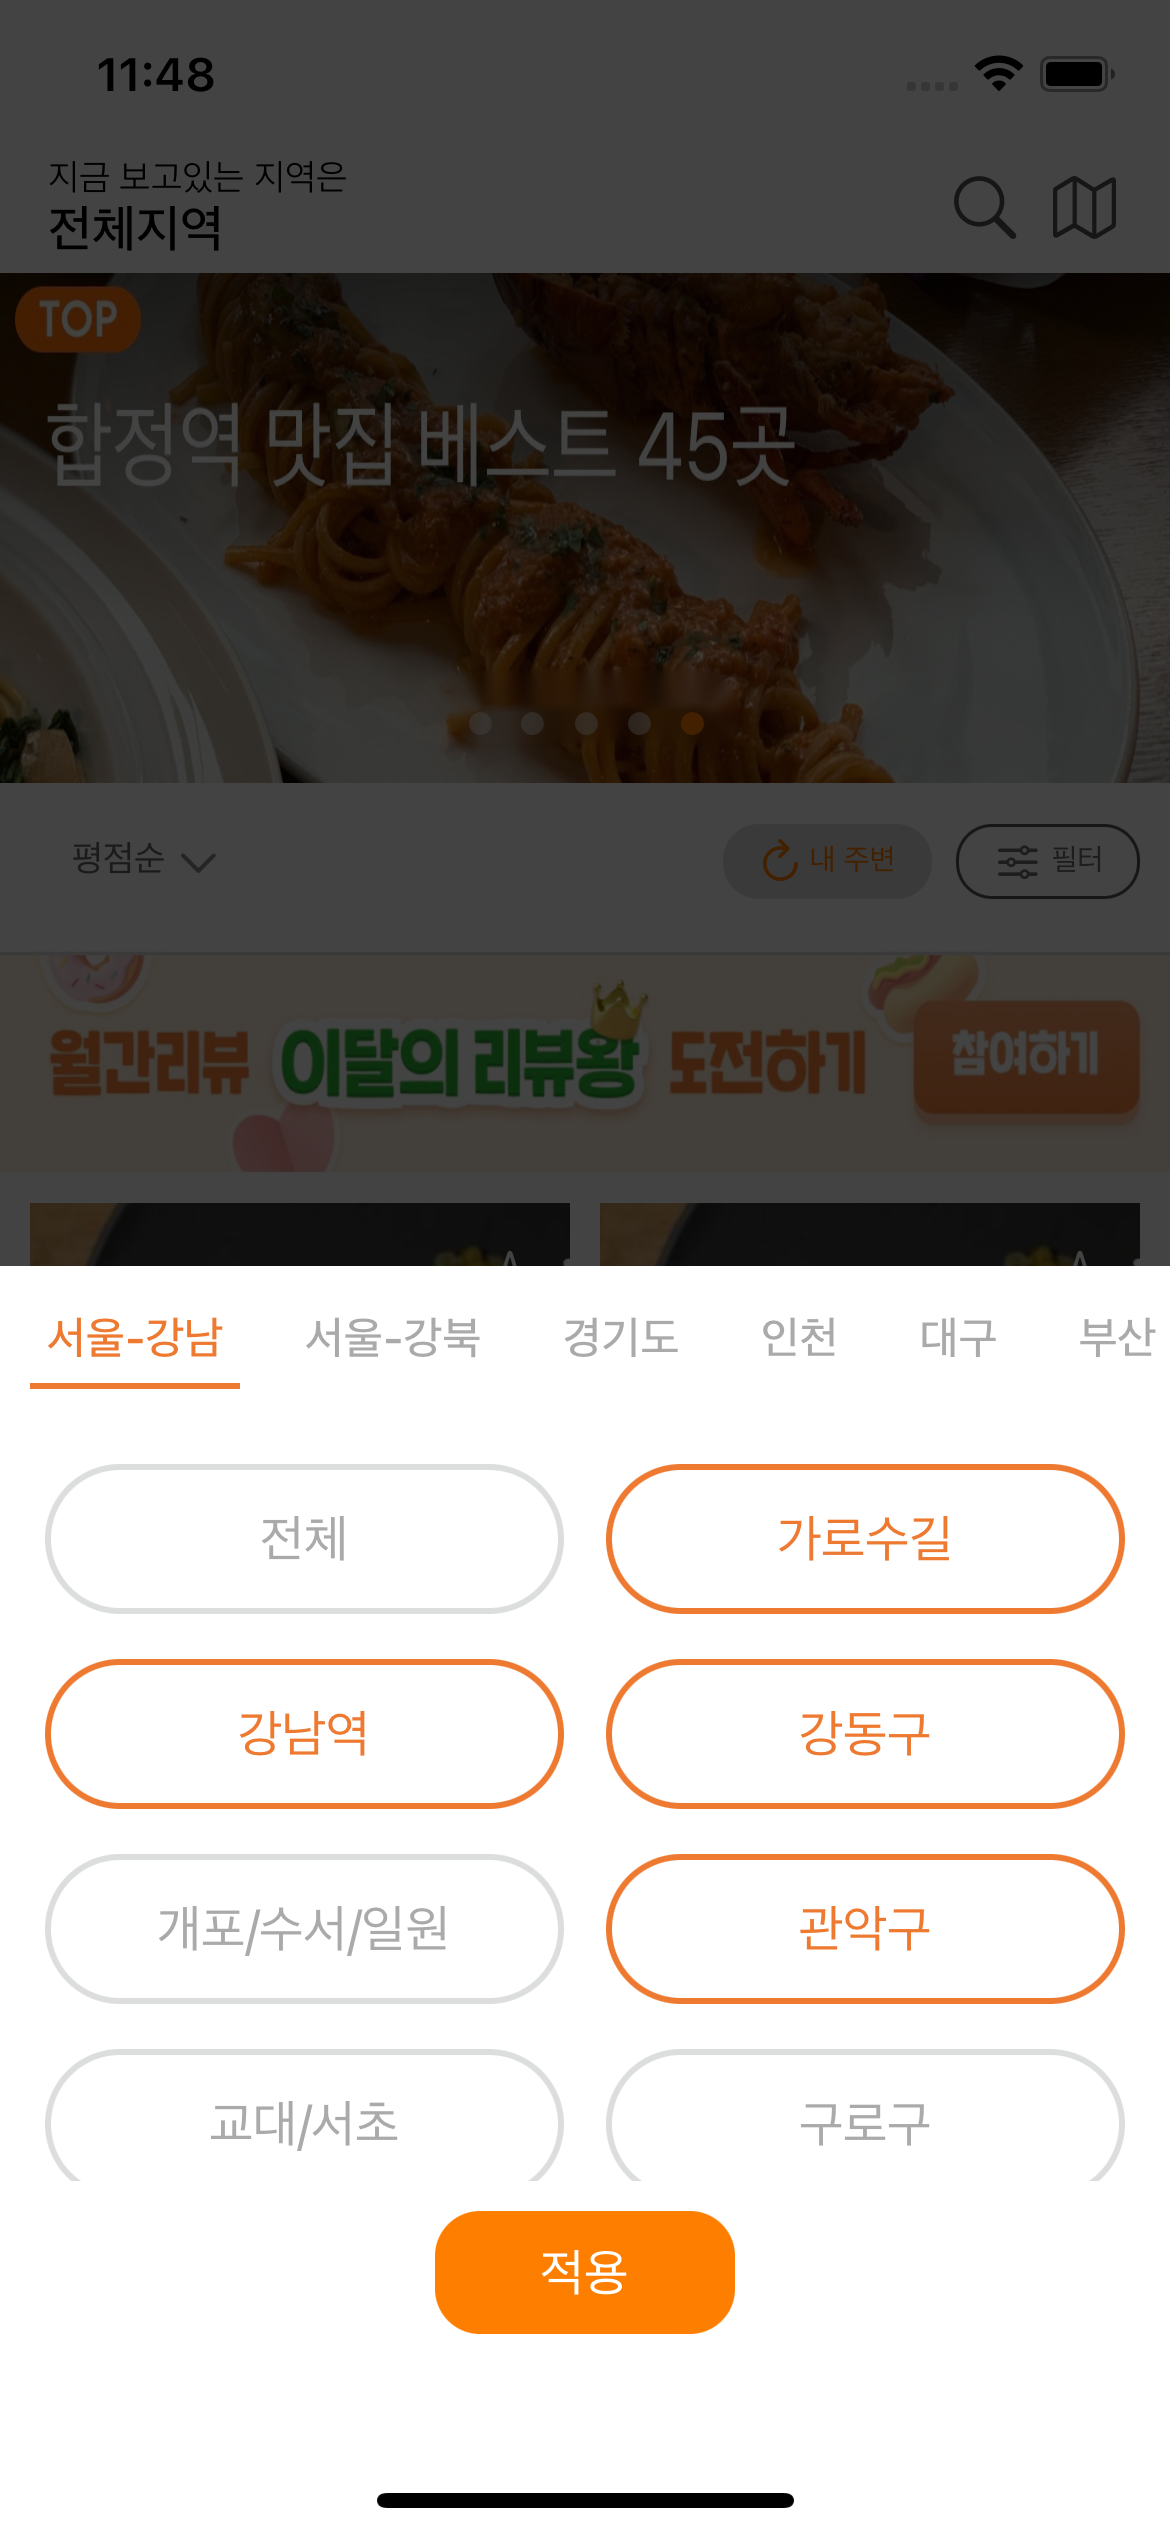 11:48
지금 보고있는 지역은
전체지역
TOP
합정역 맛집 베스트 45곳
평점순
내 주변
필터
월간리뷰 이달의 리뷰왕 도전하기 참여하기
서울-강남 서울-강북 경기도 인천 대구 부산
전체 가로수길
강남역 강동구
개포/수서/일원 관악구
교대/서초 구로구
적용